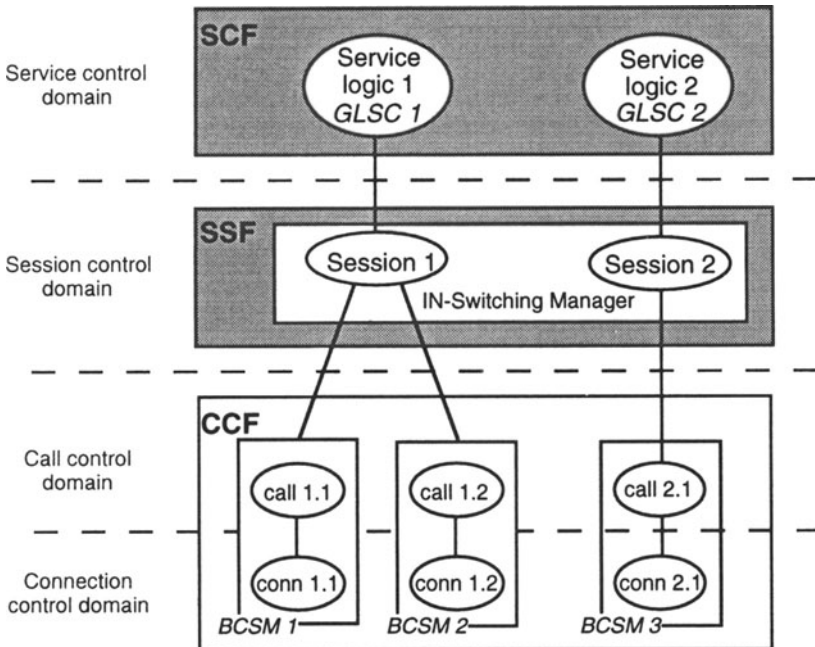 SCF
Service control
domain
Service
logic 1
GLSC 1
Service
logic 2
GLSC 2
SSF
Session control
domain
Session 1
Session 2
IN-Switching Manager
CCF
Call control
domain
call 1.1
call 1.2
call 2.1
Connection
control domain
conn 1.1
conn 1.2
conn 2.1
BCSM 1
BCSM 2
BCSM 3